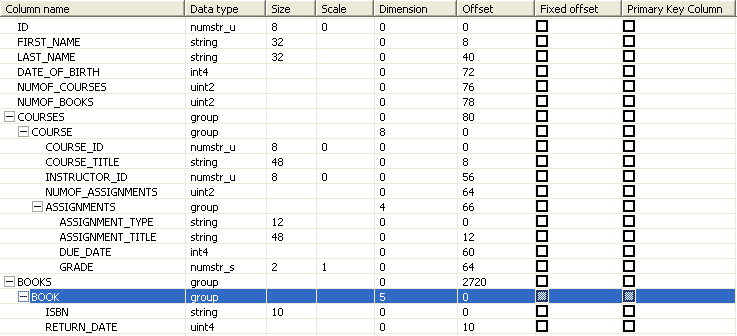 Column name Data type Size Scale Dimension Offset Fixed offset Primary Key Column
ID numstr_u 8 0 0 0
FIRST_NAME string 32 0 8
LAST_NAME string 32 0 40
DATE_OF_BIRTH int4 0 72
NUMOF_COURSES uint2 0 76
NUMOF_BOOKS uint2 0 78
COURSES group 0 80
COURSE group 8 0
COURSE_ID numstr_u 8 0 0 0
COURSE_TITLE string 48 0 8
INSTRUCTOR_ID numstr_u 8 0 0 56
NUMOF_ASSIGNMENTS uint2 0 64
ASSIGNMENTS group 4 66
ASSIGNMENT_TYPE string 12 0 0
ASSIGNMENT_TITLE string 48 0 12
DUE_DATE int4 0 60
GRADE numstr_s 2 1 0 64
BOOKS group 0 2720
BOOK group 5 0
ISBN string 10 0 0
RETURN_DATE uint4 0 10